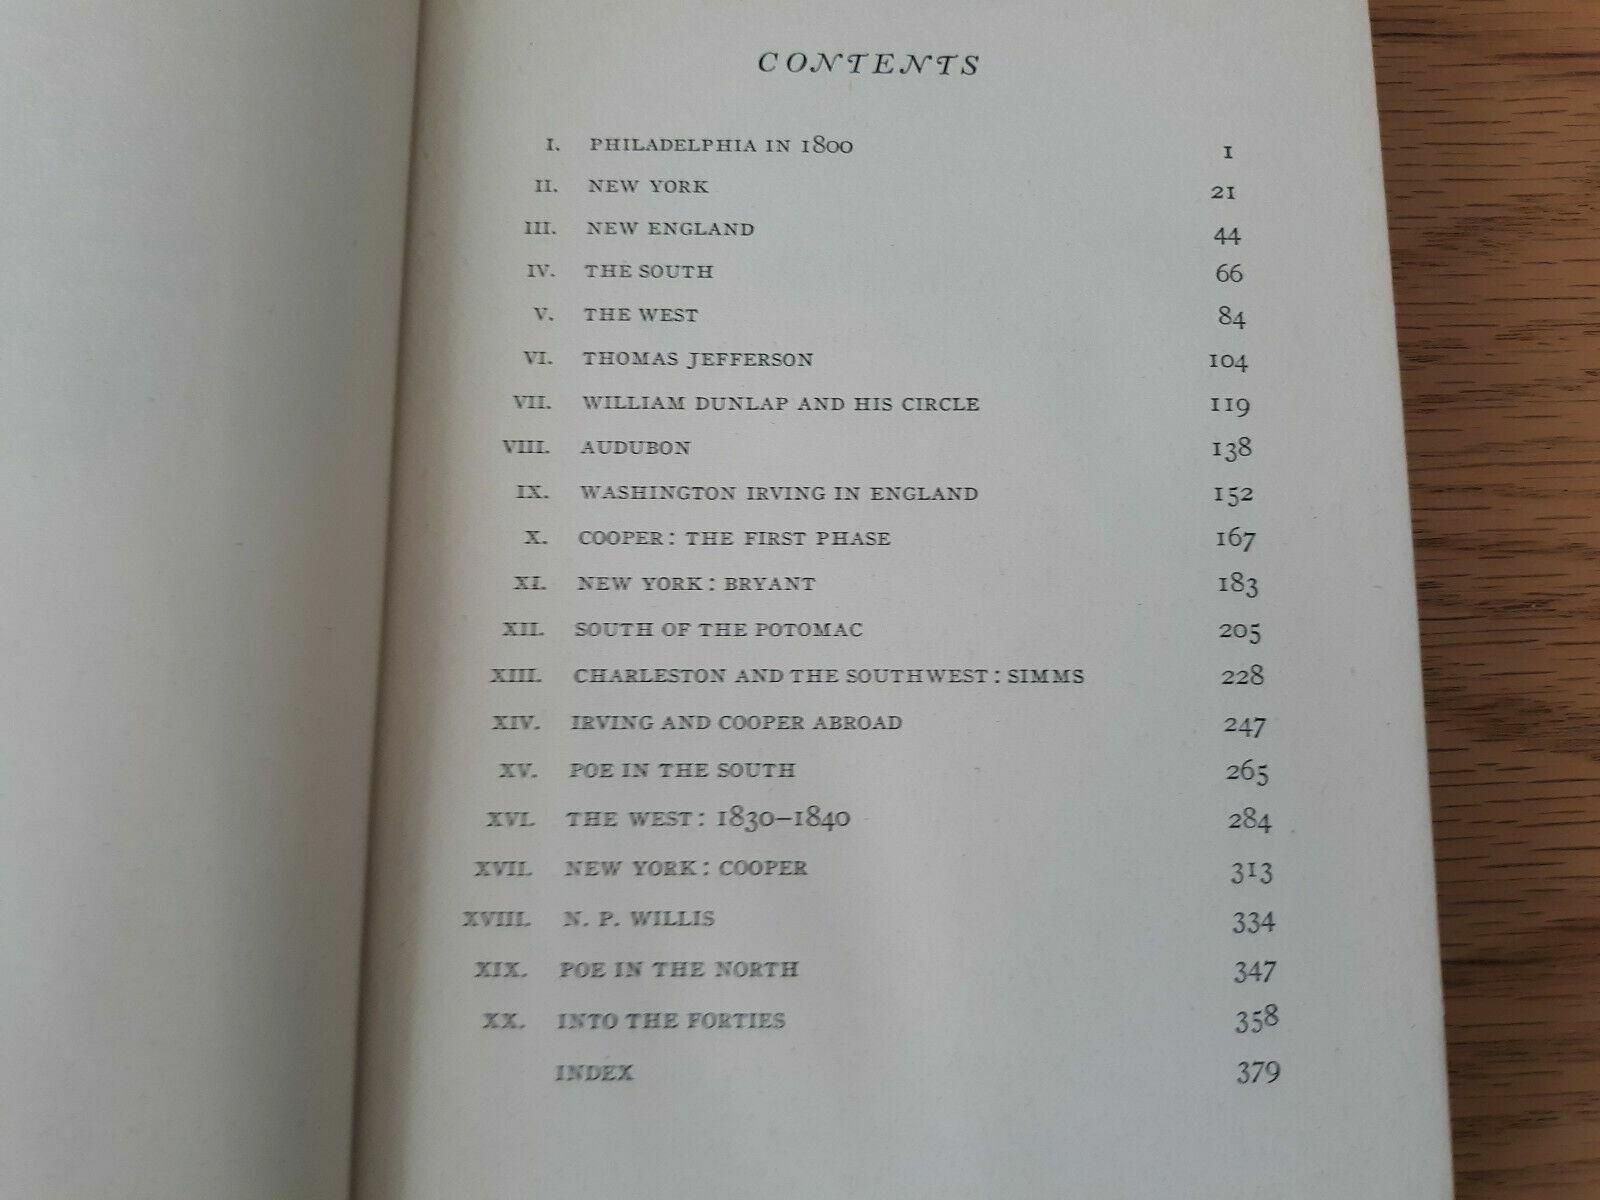 CONTENTS
I. PHILADELPHIA IN 1800 1
II. NEW YORK 21
III. NEW ENGLAND 44
IV. THE SOUTH 66
V. THE WEST 84
VI. THOMAS JEFFERSON 104
VII. WILLIAM DUNLAP AND HIS CIRCLE 119
VIII. AUDUBON 138
IX. WASHINGTON IRVING IN ENGLAND 152
X. COOPER: THE FIRST PHASE 167
XI. NEW YORK: BRYANT 183
XII. SOUTH OF THE POTOMAC 205
XIII. CHARLESTON AND THE SOUTHWEST: SIMMS 228
XIV. IRVING AND COOPER ABROAD 247
XV. POE IN THE SOUTH 265
XVI. THE WEST: 1830–1840 284
XVII. NEW YORK: COOPER 313
XVIII. N. P. WILLIS 334
XIX. POE IN THE NORTH 347
XX. INTO THE FORTIES 358
INDEX 379